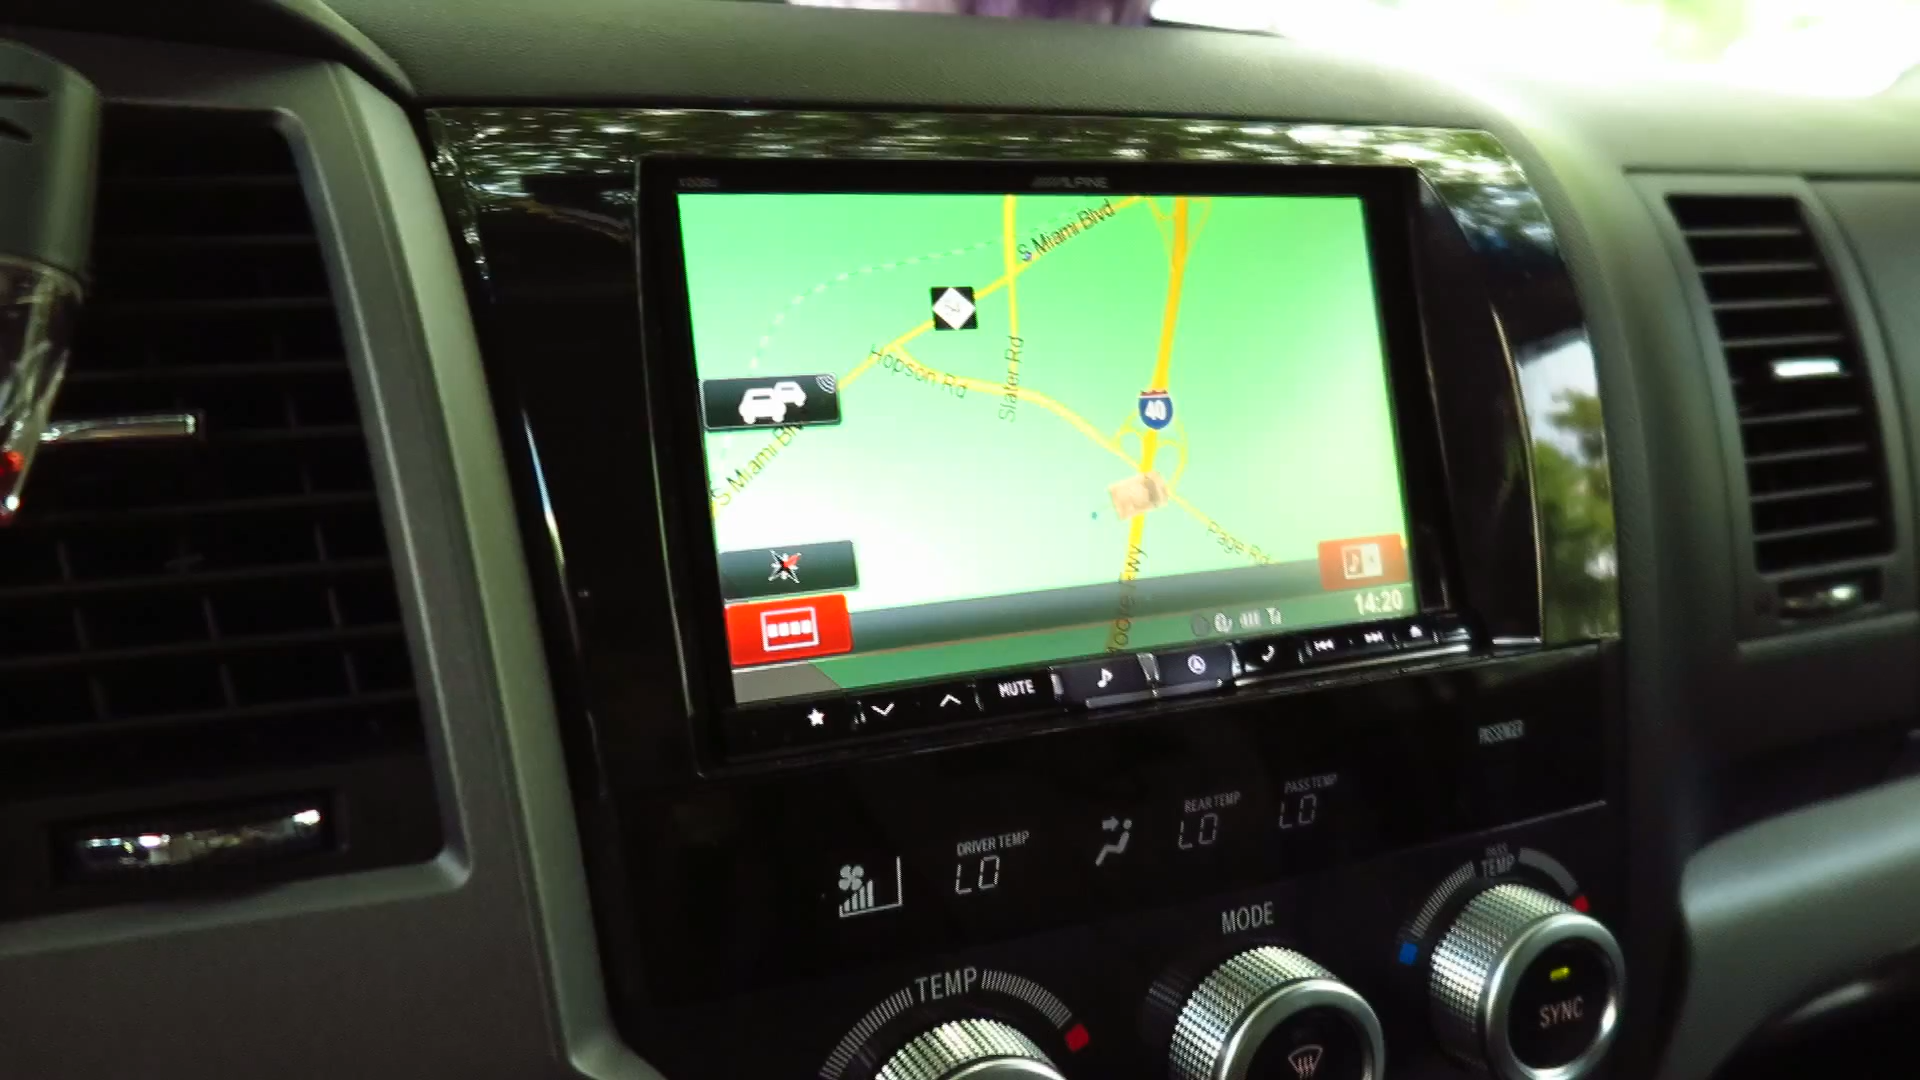 ALPINE
S Miami Blvd
Hopson Rd
Slater Rd
40
S Miami Blv
Page Rd
14:20
MUTE
PASSENGER
DRIVER TEMP
LO
REAR TEMP
LO
PASS TEMP
LO
MODE
PASS
TEMP
TEMP
SYNC